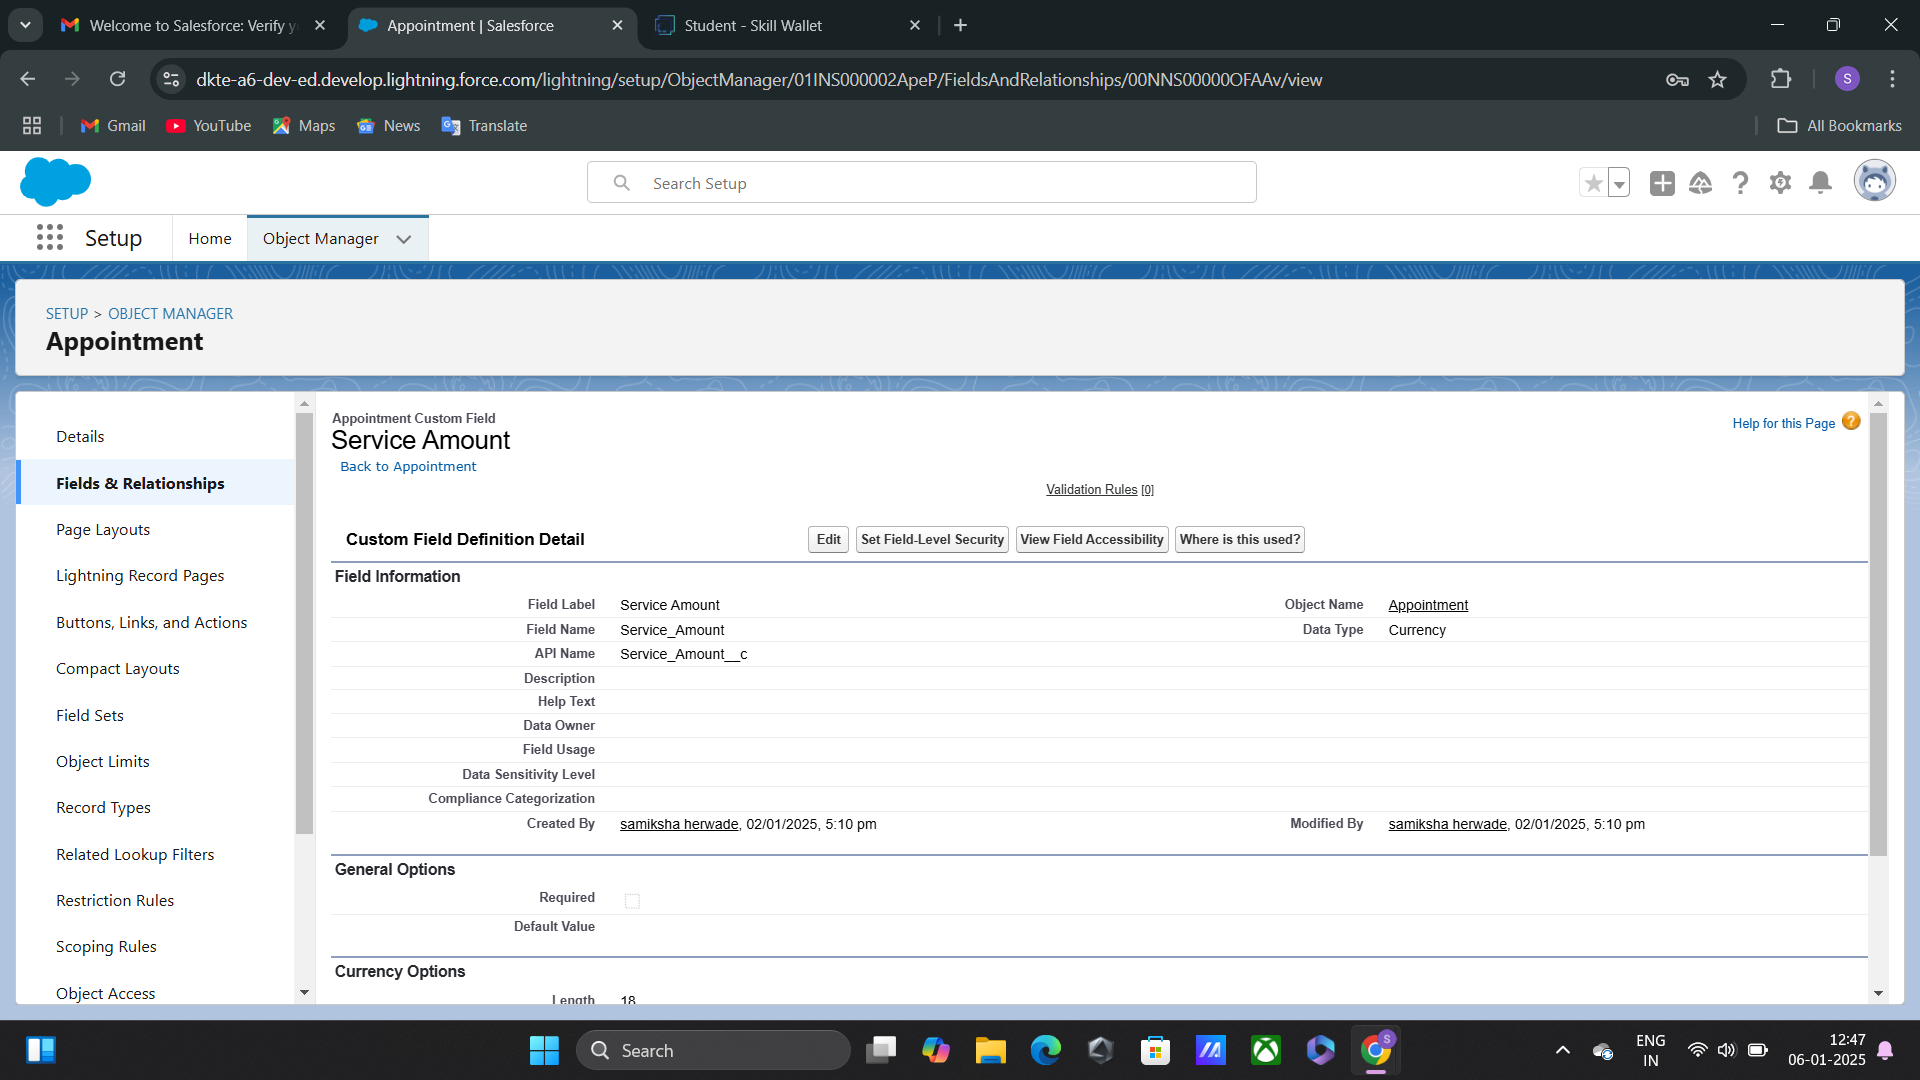 Welcome to Salesforce: Verify y
Appointment | Salesforce
Student - Skill Wallet
dkte-a6-dev-ed.develop.lightning.force.com/lightning/setup/ObjectManager/01INS000002ApeP/FieldsAndRelationships/00NNS00000OFAAv/view
S
Gmail
YouTube
Maps
News
Translate
All Bookmarks
Search Setup
Setup
Home
Object Manager
SETUP > OBJECT MANAGER
Appointment
Details
Fields & Relationships
Page Layouts
Lightning Record Pages
Buttons, Links, and Actions
Compact Layouts
Field Sets
Object Limits
Record Types
Related Lookup Filters
Restriction Rules
Scoping Rules
Object Access
Appointment Custom Field
Service Amount
Back to Appointment
Help for this Page
Validation Rules [0]
Custom Field Definition Detail
Edit
Set Field-Level Security
View Field Accessibility
Where is this used?
Field Information
Field Label Service Amount
Object Name Appointment
Field Name Service_Amount
Data Type Currency
API Name Service_Amount__c
Description
Help Text
Data Owner
Field Usage
Data Sensitivity Level
Compliance Categorization
Created By samiksha herwade, 02/01/2025, 5:10 pm
Modified By samiksha herwade, 02/01/2025, 5:10 pm
General Options
Required
Default Value
Currency Options
Length 18
Search
S
ENG
IN
12:47
06-01-2025